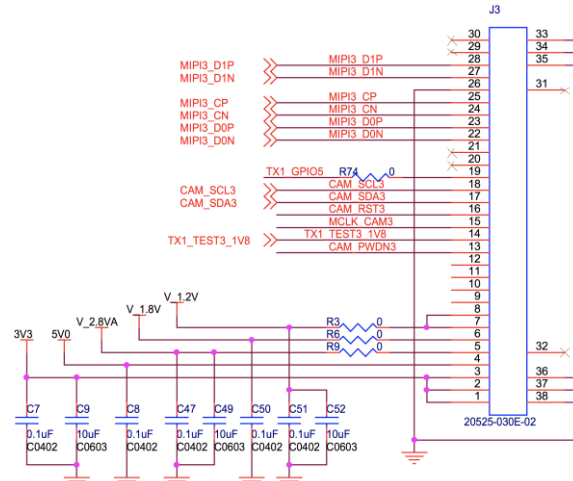 J3
30 33
29 34
MIPI3_D1P MIPI3_D1P 28 35
MIPI3_D1N MIPI3_D1N 27
26 31
MIPI3_CP MIPI3_CP 25
MIPI3_CN MIPI3_CN 24
MIPI3_D0P MIPI3_D0P 23
MIPI3_D0N MIPI3_D0N 22
21
20
TX1_GPIO5 R74 0 19
CAM_SCL3 CAM_SCL3 18
CAM_SDA3 CAM_SDA3 17
CAM_RST3 16
MCLK_CAM3 15
TX1_TEST3_1V8 TX1_TEST3_1V8 14
CAM_PWDN3 13
12
11
10
9
V_1.2V 8
V_1.8V R3 0 7
V_2.8VA R6 0 6
3V3 5V0 R9 0 5 32
4
3 36
2 37
C7 C9 C8 C47 C49 C50 C51 C52 1 38
20525-030E-02
0.1uF 10uF 0.1uF 0.1uF 10uF 0.1uF 0.1uF 10uF
C0402 C0603 C0402 C0402 C0603 C0402 C0402 C0603